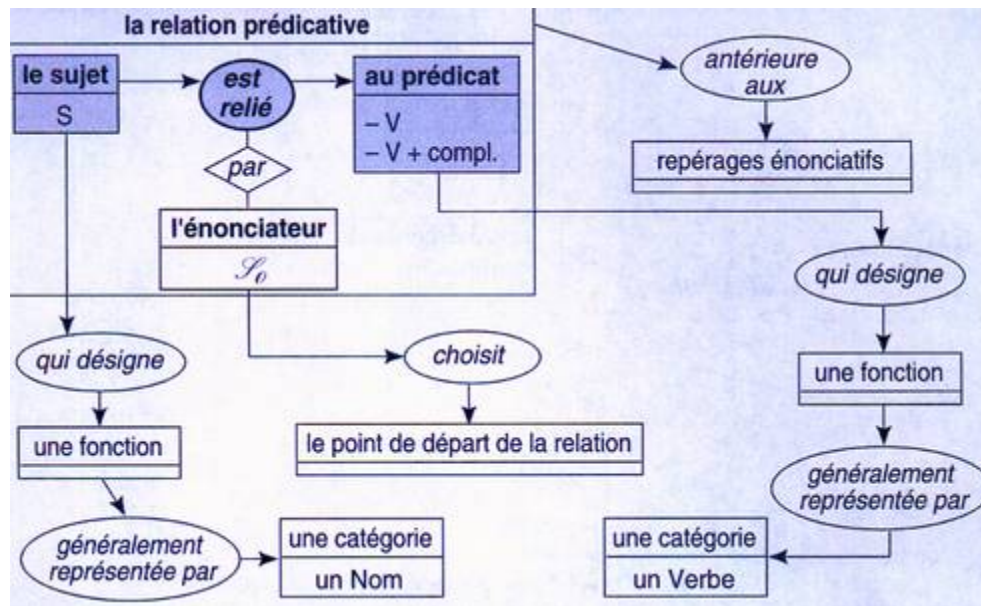 la relation prédicative
le sujet
S
est
relié
au prédicat
– V
– V + compl.
par
l'énonciateur
𝒮₀
antérieure
aux
repérages énonciatifs
qui désigne
une fonction
généralement
représentée par
une catégorie
un Verbe
choisit
le point de départ de la relation
qui désigne
une fonction
généralement
représentée par
une catégorie
un Nom